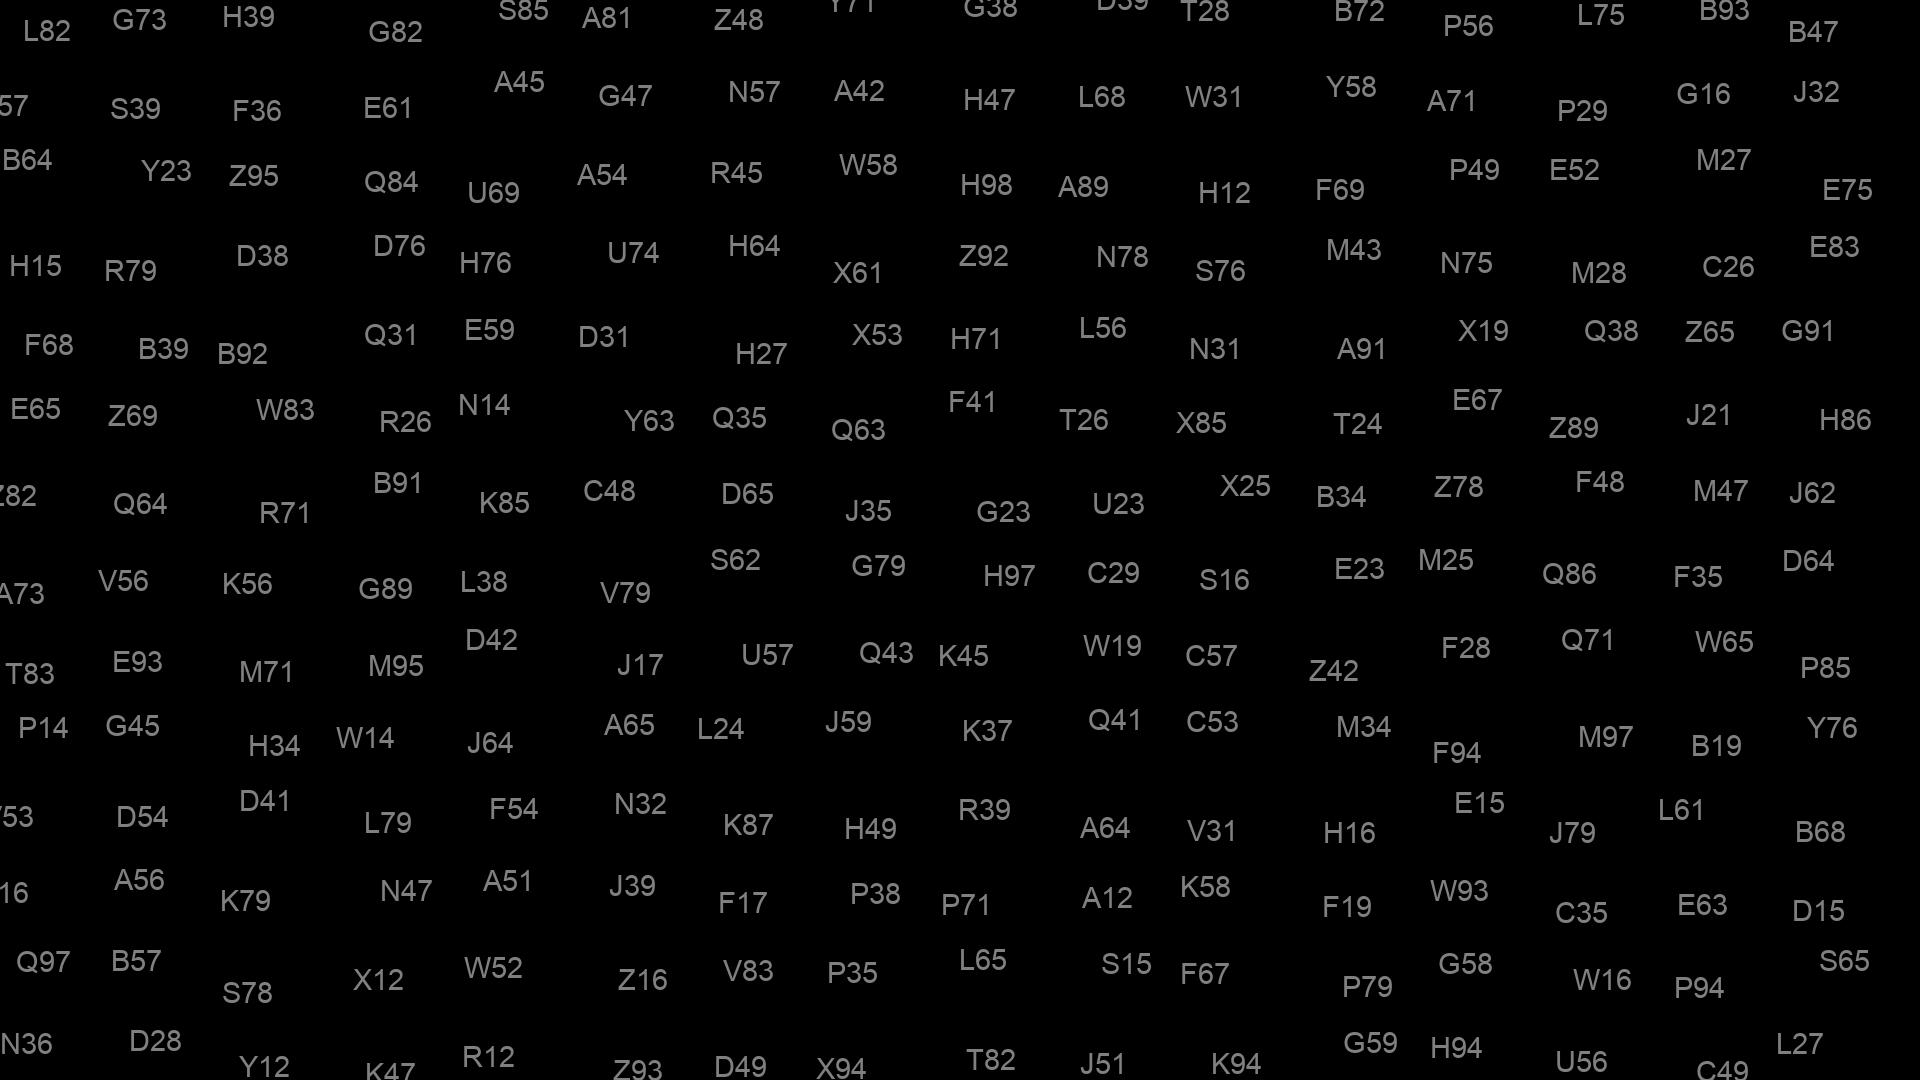 L82 G73 H39 G82 S85 A81 Z48 Y71 G38 D39 T28 B72 P56 L75 B93 B47
57 S39 F36 E61 A45 G47 N57 A42 H47 L68 W31 Y58 A71 P29 G16 J32
B64 Y23 Z95 Q84 U69 A54 R45 W58 H98 A89 H12 F69 P49 E52 M27 E75
H15 R79 D38 D76 H76 U74 H64 X61 Z92 N78 S76 M43 N75 M28 C26 E83
F68 B39 B92 Q31 E59 D31 H27 X53 H71 L56 N31 A91 X19 Q38 Z65 G91
E65 Z69 W83 R26 N14 Y63 Q35 Q63 F41 T26 X85 T24 E67 Z89 J21 H86
Z82 Q64 R71 B91 K85 C48 D65 J35 G23 U23 X25 B34 Z78 F48 M47 J62
A73 V56 K56 G89 L38 V79 S62 G79 H97 C29 S16 E23 M25 Q86 F35 D64
T83 E93 M71 M95 D42 J17 U57 Q43 K45 W19 C57 Z42 F28 Q71 W65 P85
P14 G45 H34 W14 J64 A65 L24 J59 K37 Q41 C53 M34 F94 M97 B19 Y76
53 D54 D41 L79 F54 N32 K87 H49 R39 A64 V31 H16 E15 J79 L61 B68
16 A56 K79 N47 A51 J39 F17 P38 P71 A12 K58 F19 W93 C35 E63 D15
Q97 B57 S78 X12 W52 Z16 V83 P35 L65 S15 F67 P79 G58 W16 P94 S65
N36 D28 Y12 K47 R12 Z93 D49 X94 T82 J51 K94 G59 H94 U56 C49 L27